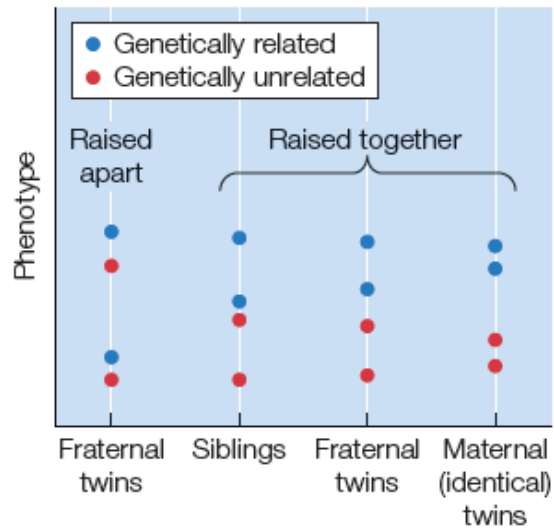 Genetically related
Genetically unrelated
Raised
apart
Raised together
Phenotype
Fraternal
twins
Siblings
Fraternal
twins
Maternal
(identical)
twins